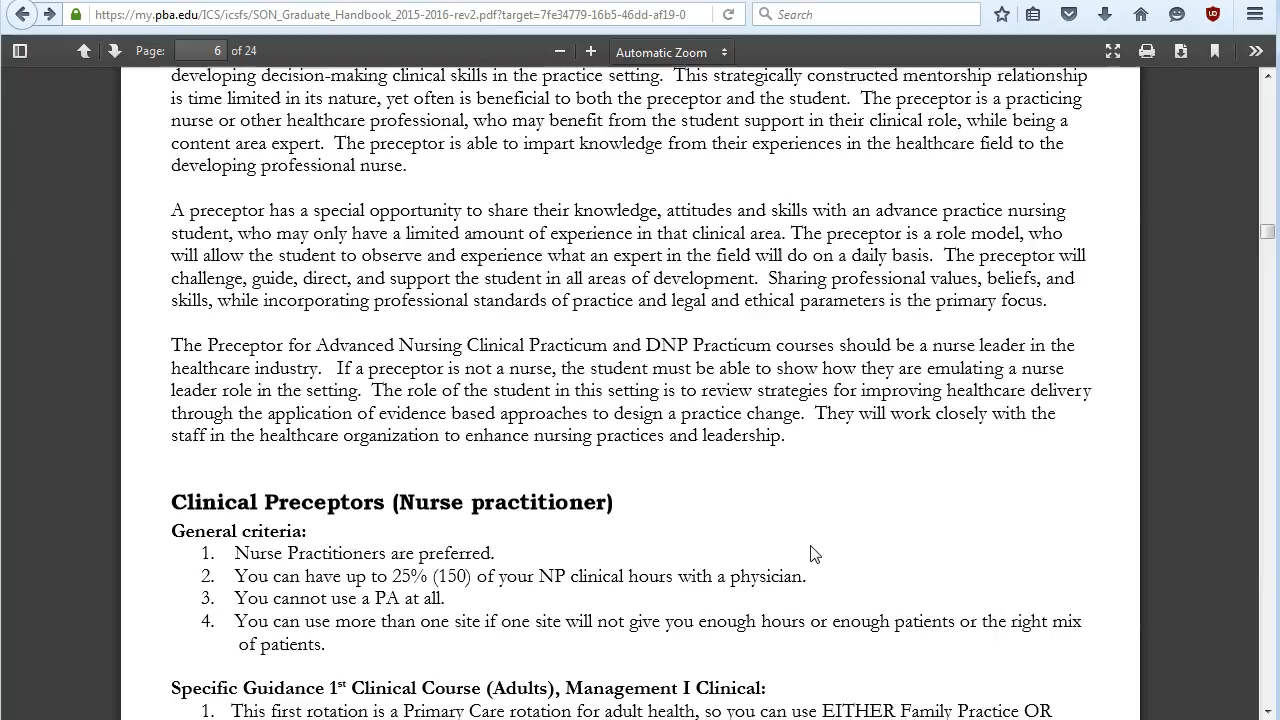 https://my.pba.edu/ICS/icsfs/SON_Graduate_Handbook_2015-2016-rev2.pdf?target=7fe34779-16b5-46dd-af19-0
Search
Page: 6 of 24
Automatic Zoom
developing decision-making clinical skills in the practice setting.  This strategically constructed mentorship relationship
is time limited in its nature, yet often is beneficial to both the preceptor and the student.  The preceptor is a practicing
nurse or other healthcare professional, who may benefit from the student support in their clinical role, while being a
content area expert.  The preceptor is able to impart knowledge from their experiences in the healthcare field to the
developing professional nurse.
A preceptor has a special opportunity to share their knowledge, attitudes and skills with an advance practice nursing
student, who may only have a limited amount of experience in that clinical area. The preceptor is a role model, who
will allow the student to observe and experience what an expert in the field will do on a daily basis.  The preceptor will
challenge, guide, direct, and support the student in all areas of development.  Sharing professional values, beliefs, and
skills, while incorporating professional standards of practice and legal and ethical parameters is the primary focus.
The Preceptor for Advanced Nursing Clinical Practicum and DNP Practicum courses should be a nurse leader in the
healthcare industry.   If a preceptor is not a nurse, the student must be able to show how they are emulating a nurse
leader role in the setting.  The role of the student in this setting is to review strategies for improving healthcare delivery
through the application of evidence based approaches to design a practice change.  They will work closely with the
staff in the healthcare organization to enhance nursing practices and leadership.
Clinical Preceptors (Nurse practitioner)
General criteria:
1. Nurse Practitioners are preferred.
2. You can have up to 25% (150) of your NP clinical hours with a physician.
3. You cannot use a PA at all.
4. You can use more than one site if one site will not give you enough hours or enough patients or the right mix
of patients.
Specific Guidance 1st Clinical Course (Adults), Management I Clinical:
1. This first rotation is a Primary Care rotation for adult health, so you can use EITHER Family Practice OR